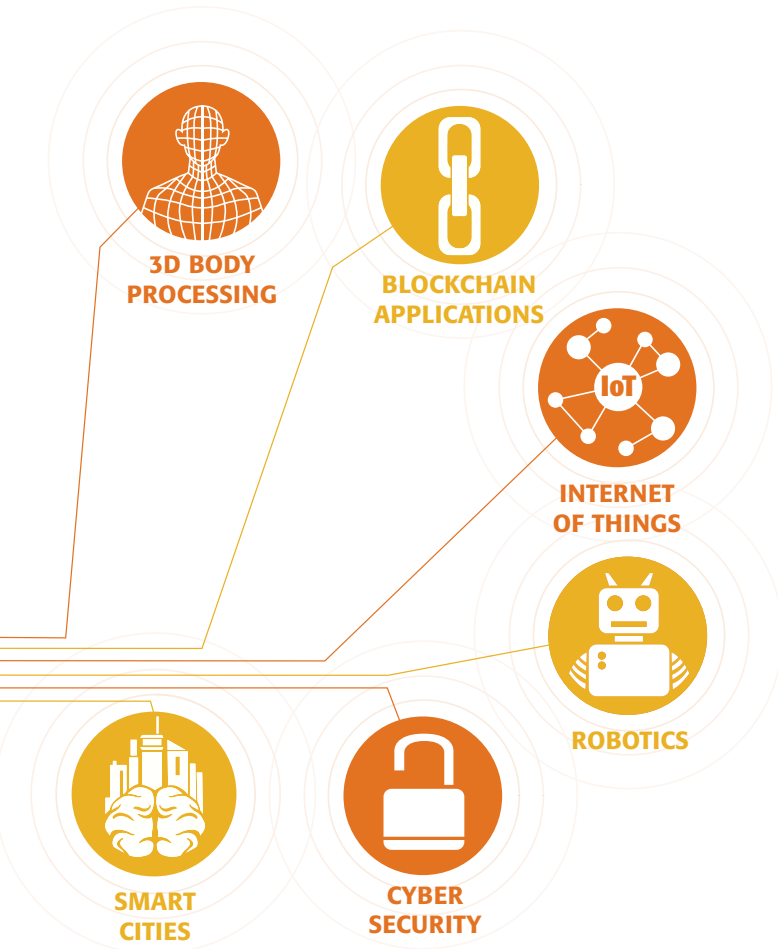 3D BODY
PROCESSING
BLOCKCHAIN
APPLICATIONS
IoT
INTERNET
OF THINGS
ROBOTICS
SMART
CITIES
CYBER
SECURITY